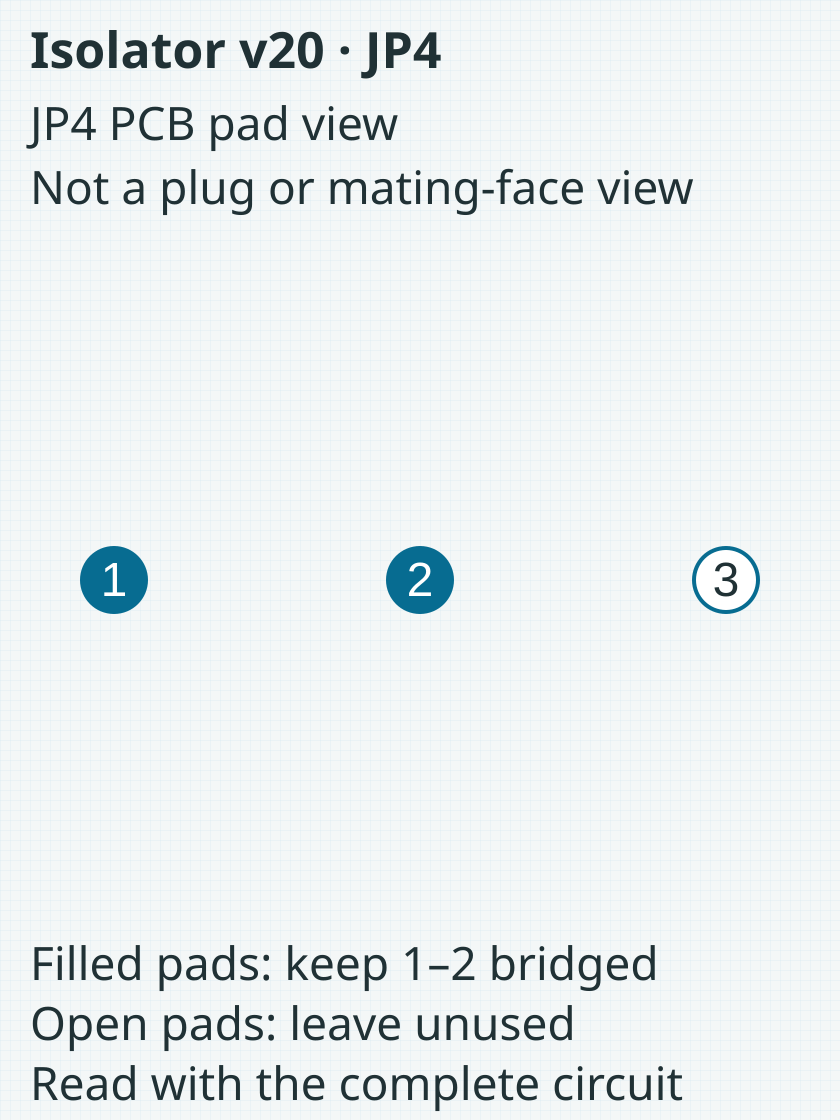 Isolator v20 · JP4
JP4 PCB pad view
Not a plug or mating-face view
1 2 3
Filled pads: keep 1–2 bridged
Open pads: leave unused
Read with the complete circuit